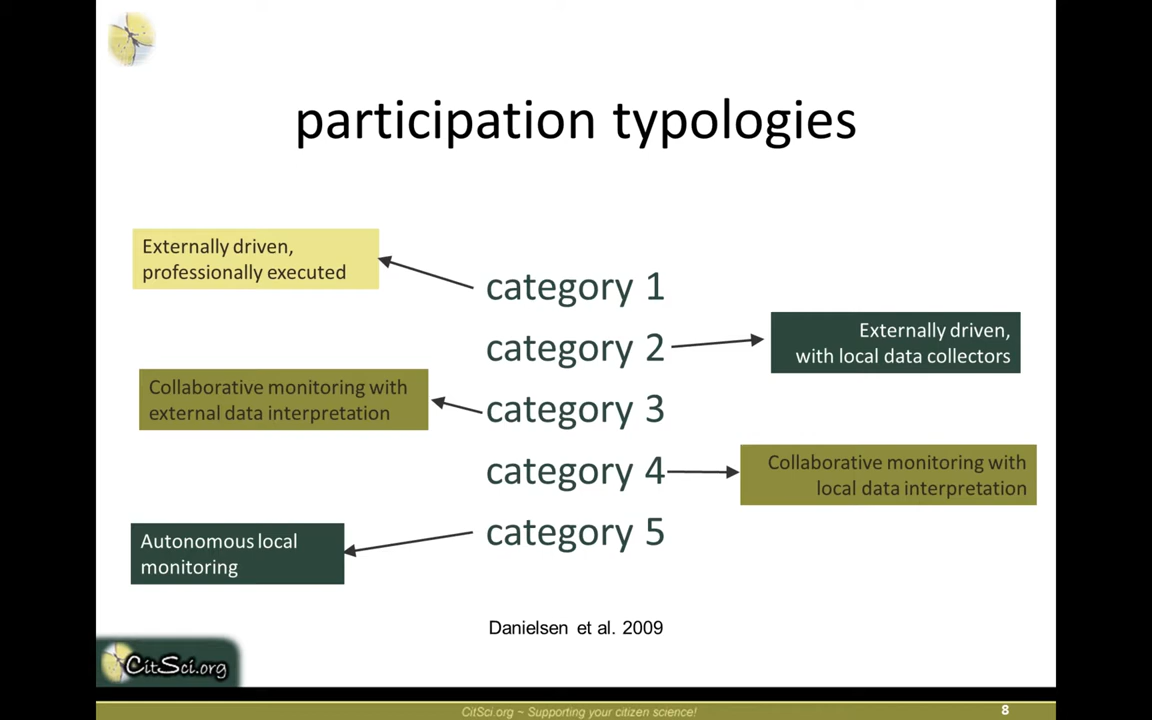 participation typologies
Externally driven,
professionally executed
category 1
category 2
Externally driven,
with local data collectors
Collaborative monitoring with
external data interpretation
category 3
category 4
Collaborative monitoring with
local data interpretation
Autonomous local
monitoring
category 5
Danielsen et al. 2009
CitSci.org
CitSci.org ~ Supporting your citizen science!
8